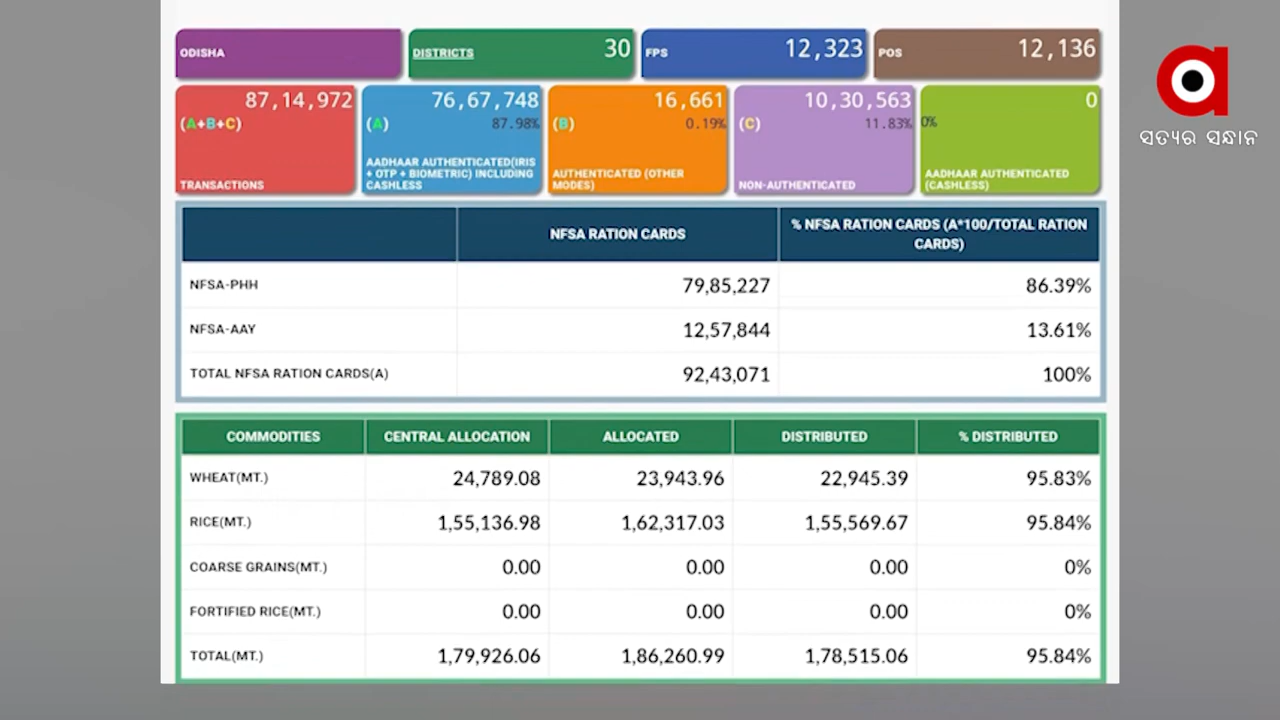 ODISHA
DISTRICTS 30
FPS 12,323
POS 12,136
87,14,972
(A+B+C)
TRANSACTIONS
76,67,748
(A) 87.98%
AADHAAR AUTHENTICATED(IRIS
+ OTP + BIOMETRIC) INCLUDING
CASHLESS
16,661
(B) 0.19%
AUTHENTICATED (OTHER
MODES)
10,30,563
(C) 11.83%
NON-AUTHENTICATED
0
0%
AADHAAR AUTHENTICATED
(CASHLESS)
a
ସତ୍ୟର ସନ୍ଧାନ
NFSA RATION CARDS
% NFSA RATION CARDS (A*100/TOTAL RATION
CARDS)
NFSA-PHH 79,85,227 86.39%
NFSA-AAY 12,57,844 13.61%
TOTAL NFSA RATION CARDS(A) 92,43,071 100%
COMMODITIES CENTRAL ALLOCATION ALLOCATED DISTRIBUTED % DISTRIBUTED
WHEAT(MT.) 24,789.08 23,943.96 22,945.39 95.83%
RICE(MT.) 1,55,136.98 1,62,317.03 1,55,569.67 95.84%
COARSE GRAINS(MT.) 0.00 0.00 0.00 0%
FORTIFIED RICE(MT.) 0.00 0.00 0.00 0%
TOTAL(MT.) 1,79,926.06 1,86,260.99 1,78,515.06 95.84%